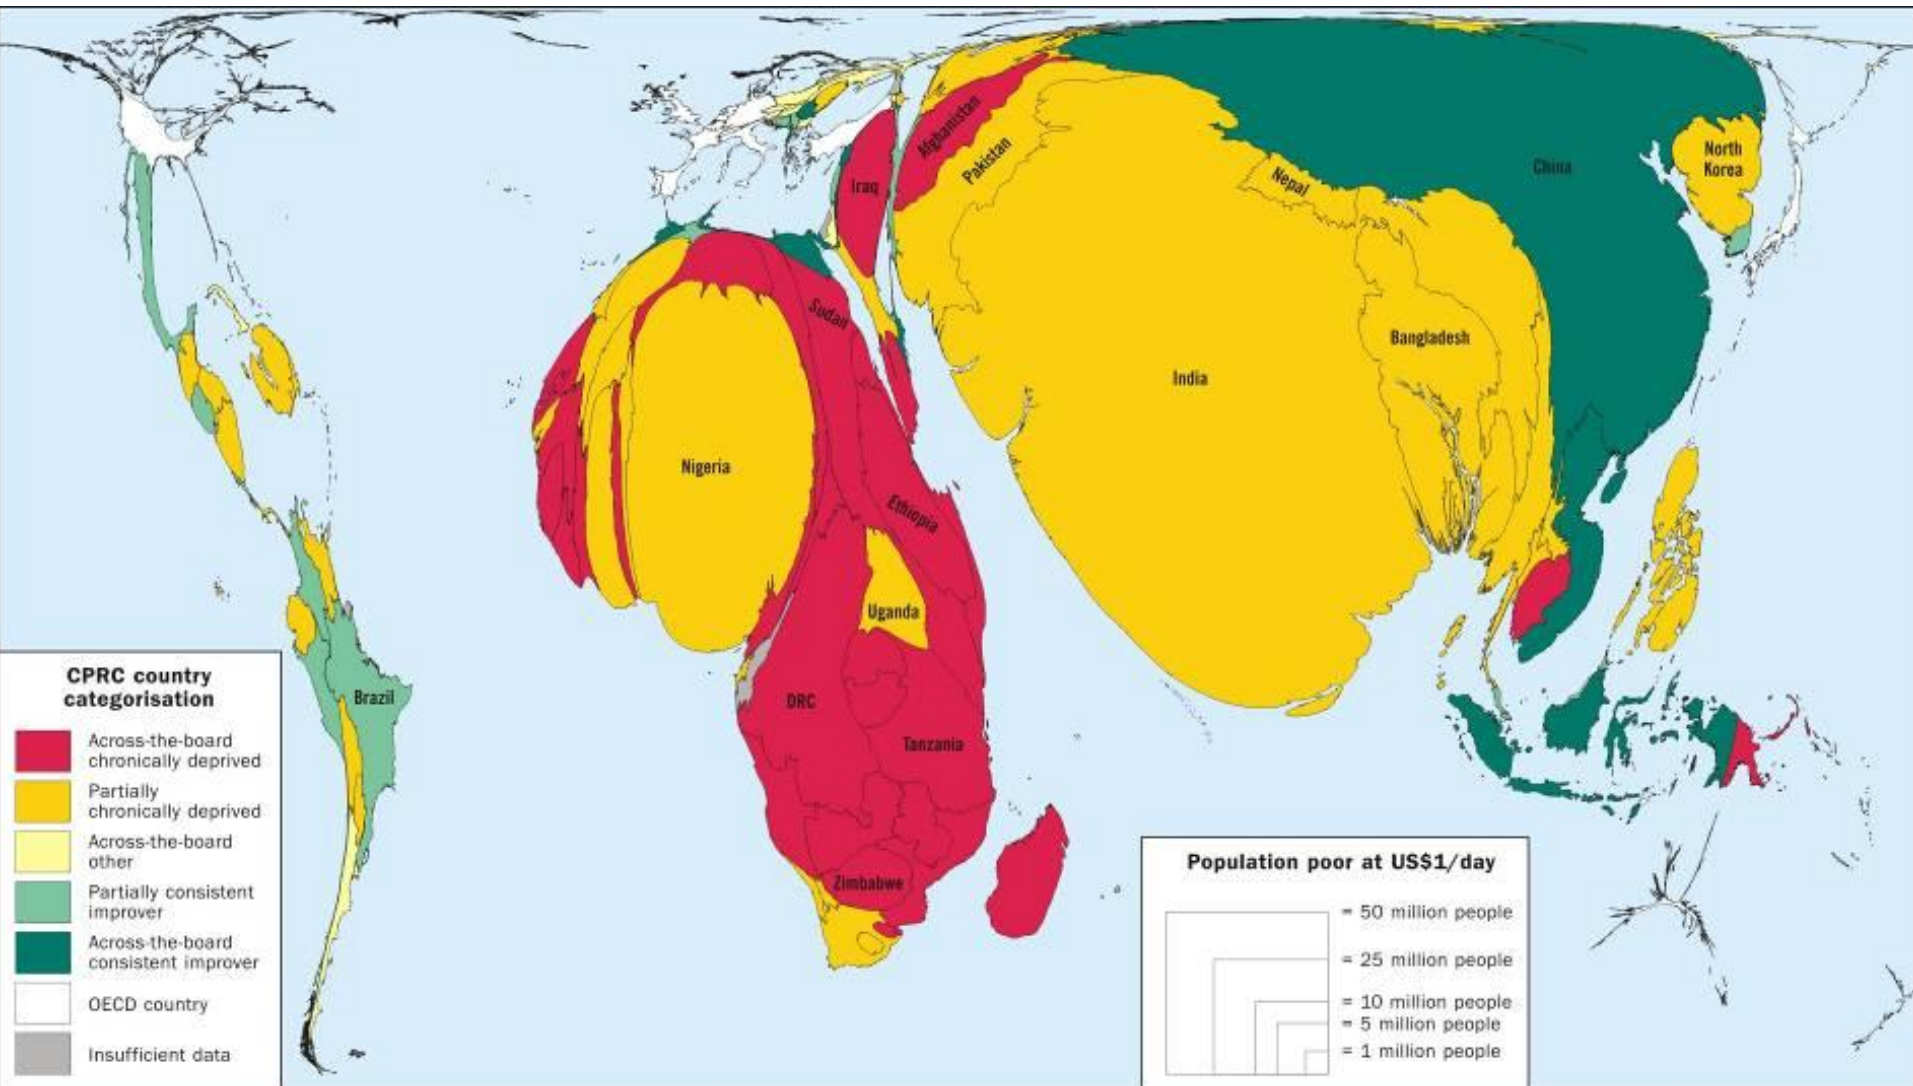 Afghanistan
Pakistan
Iraq
Nepal
China
North
Korea
Sudan
Bangladesh
India
Nigeria
Ethiopia
Uganda
Brazil
DRC
Tanzania
Zimbabwe
CPRC country
categorisation
Across-the-board
chronically deprived
Partially
chronically deprived
Across-the-board
other
Partially consistent
improver
Across-the-board
consistent improver
OECD country
Insufficient data
Population poor at US$1/day
= 50 million people
= 25 million people
= 10 million people
= 5 million people
= 1 million people